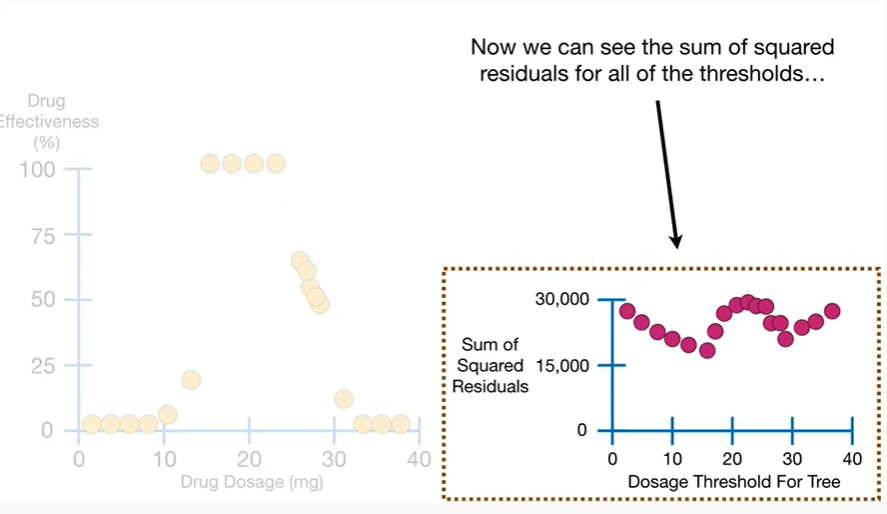 Now we can see the sum of squared
residuals for all of the thresholds…
Drug
Effectiveness
(%)
100
75
50
25
0
0 10 20 30 40
Drug Dosage (mg)
Sum of
Squared
Residuals
30,000
15,000
0
0 10 20 30 40
Dosage Threshold For Tree